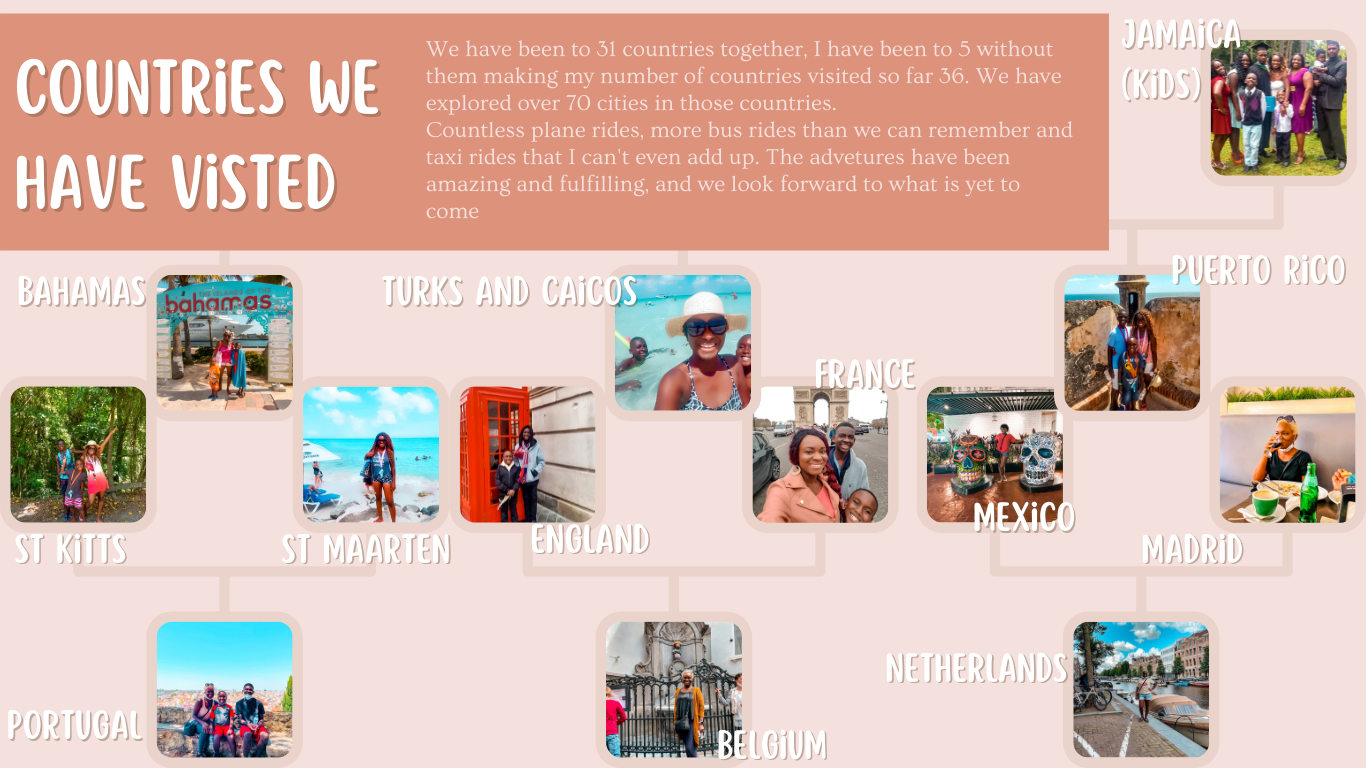 COUNTRiES WE
HAVE ViSTED
We have been to 31 countries together, I have been to 5 without
them making my number of countries visited so far 36. We have
explored over 70 cities in those countries.
Countless plane rides, more bus rides than we can remember and
taxi rides that I can't even add up. The advetures have been
amazing and fulfilling, and we look forward to what is yet to
come
JAMAiCA
(KiDS)
BAHAMAS
bahamas
TURKS AND CAiCOS
PUERTO RiCO
FRANCE
ST KiTTS
ST MAARTEN
ENGLAND
MEXiCO
MADRiD
PORTUGAL
BELGiUM
NETHERLANDS